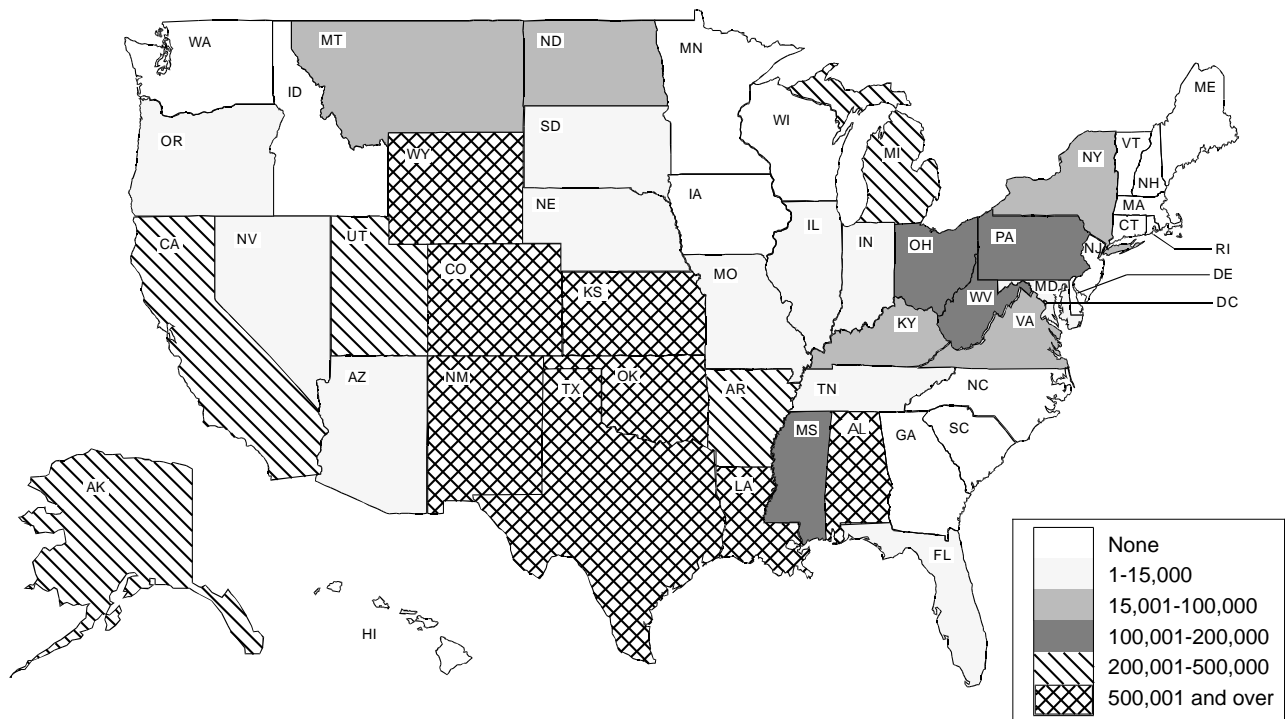 WA
MT
ND
MN
ME
ID
VT
WI
SD
OR
NY
MI
WY
NH
IA
MA
NE
CT
NV
UT
CA
IL
IN
OH
PA
NJ
RI
CO
MO
DE
KS
MD
WV
DC
KY
VA
AZ
NM
OK
TX
AR
TN
NC
MS
AL
GA
SC
AK
LA
FL
HI
None
1-15,000
15,001-100,000
100,001-200,000
200,001-500,000
500,001 and over